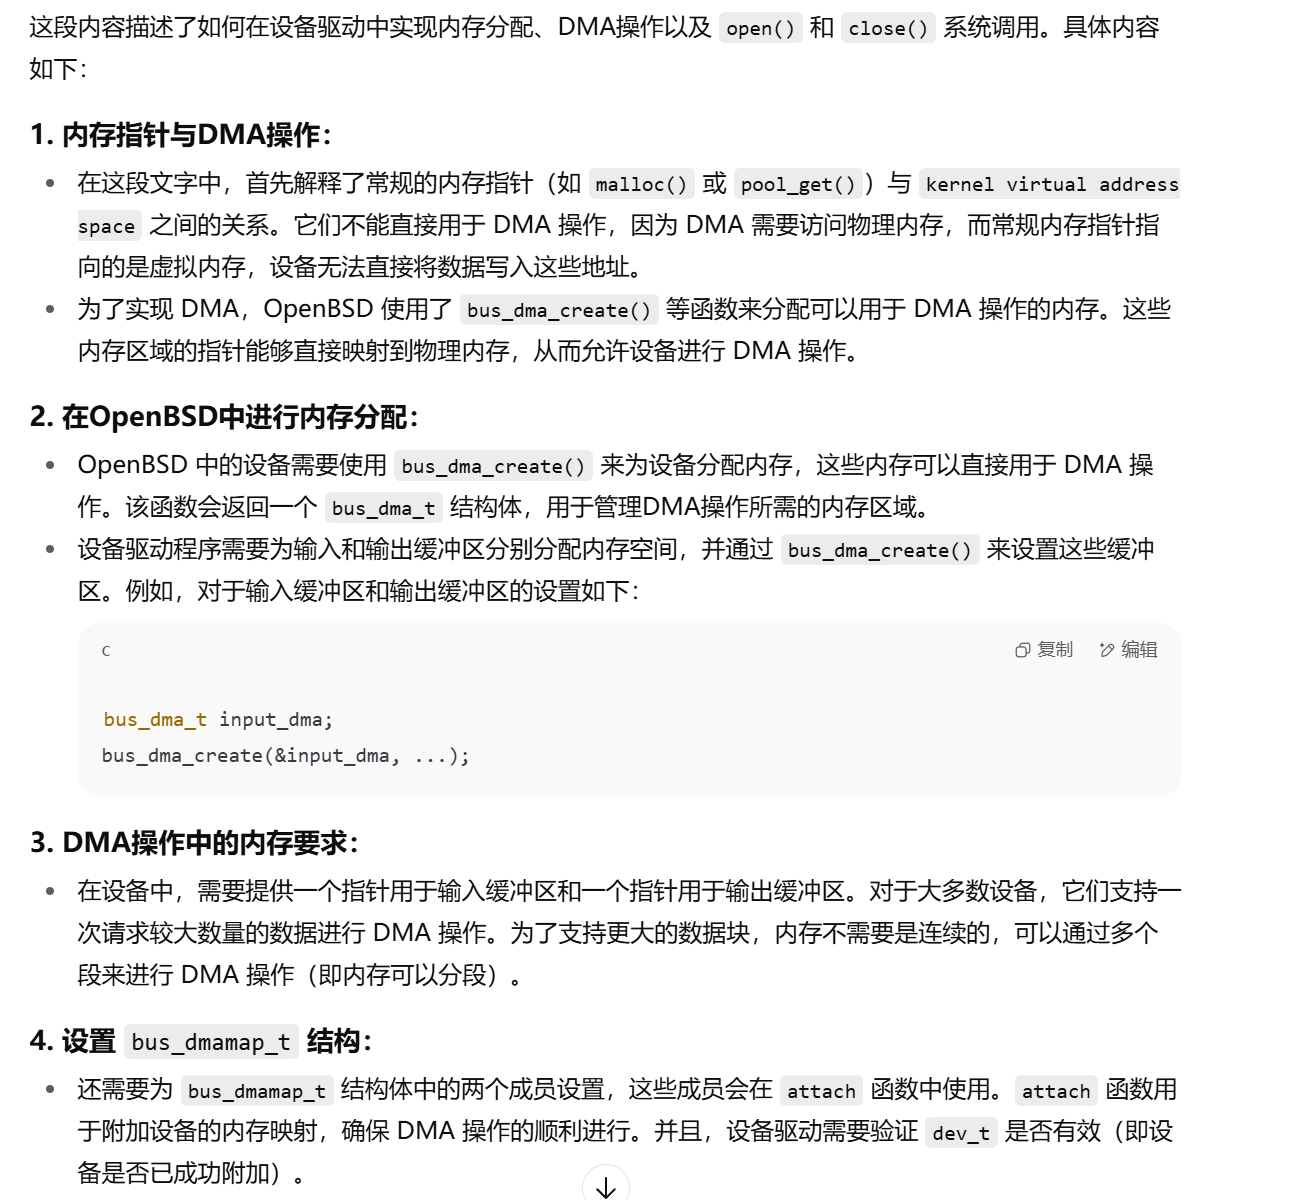 这段内容描述了如何在设备驱动中实现内存分配、DMA操作以及 open() 和 close() 系统调用。具体内容
如下：
1. 内存指针与DMA操作：
• 在这段文字中，首先解释了常规的内存指针（如 malloc() 或 pool_get()）与 kernel virtual address
space 之间的关系。它们不能直接用于 DMA 操作，因为 DMA 需要访问物理内存，而常规内存指针指
向的是虚拟内存，设备无法直接将数据写入这些地址。
• 为了实现 DMA，OpenBSD 使用了 bus_dma_create() 等函数来分配可以用于 DMA 操作的内存。这些
内存区域的指针能够直接映射到物理内存，从而允许设备进行 DMA 操作。
2. 在OpenBSD中进行内存分配：
• OpenBSD 中的设备需要使用 bus_dma_create() 来为设备分配内存，这些内存可以直接用于 DMA 操
作。该函数会返回一个 bus_dma_t 结构体，用于管理DMA操作所需的内存区域。
• 设备驱动程序需要为输入和输出缓冲区分别分配内存空间，并通过 bus_dma_create() 来设置这些缓冲
区。例如，对于输入缓冲区和输出缓冲区的设置如下：
c 复制 编辑
bus_dma_t input_dma;
bus_dma_create(&input_dma, ...);
3. DMA操作中的内存要求：
• 在设备中，需要提供一个指针用于输入缓冲区和一个指针用于输出缓冲区。对于大多数设备，它们支持一
次请求较大数量的数据进行 DMA 操作。为了支持更大的数据块，内存不需要是连续的，可以通过多个
段来进行 DMA 操作（即内存可以分段）。
4. 设置 bus_dmamap_t 结构：
• 还需要为 bus_dmamap_t 结构体中的两个成员设置，这些成员会在 attach 函数中使用。attach 函数用
于附加设备的内存映射，确保 DMA 操作的顺利进行。并且，设备驱动需要验证 dev_t 是否有效（即设
备是否已成功附加）。